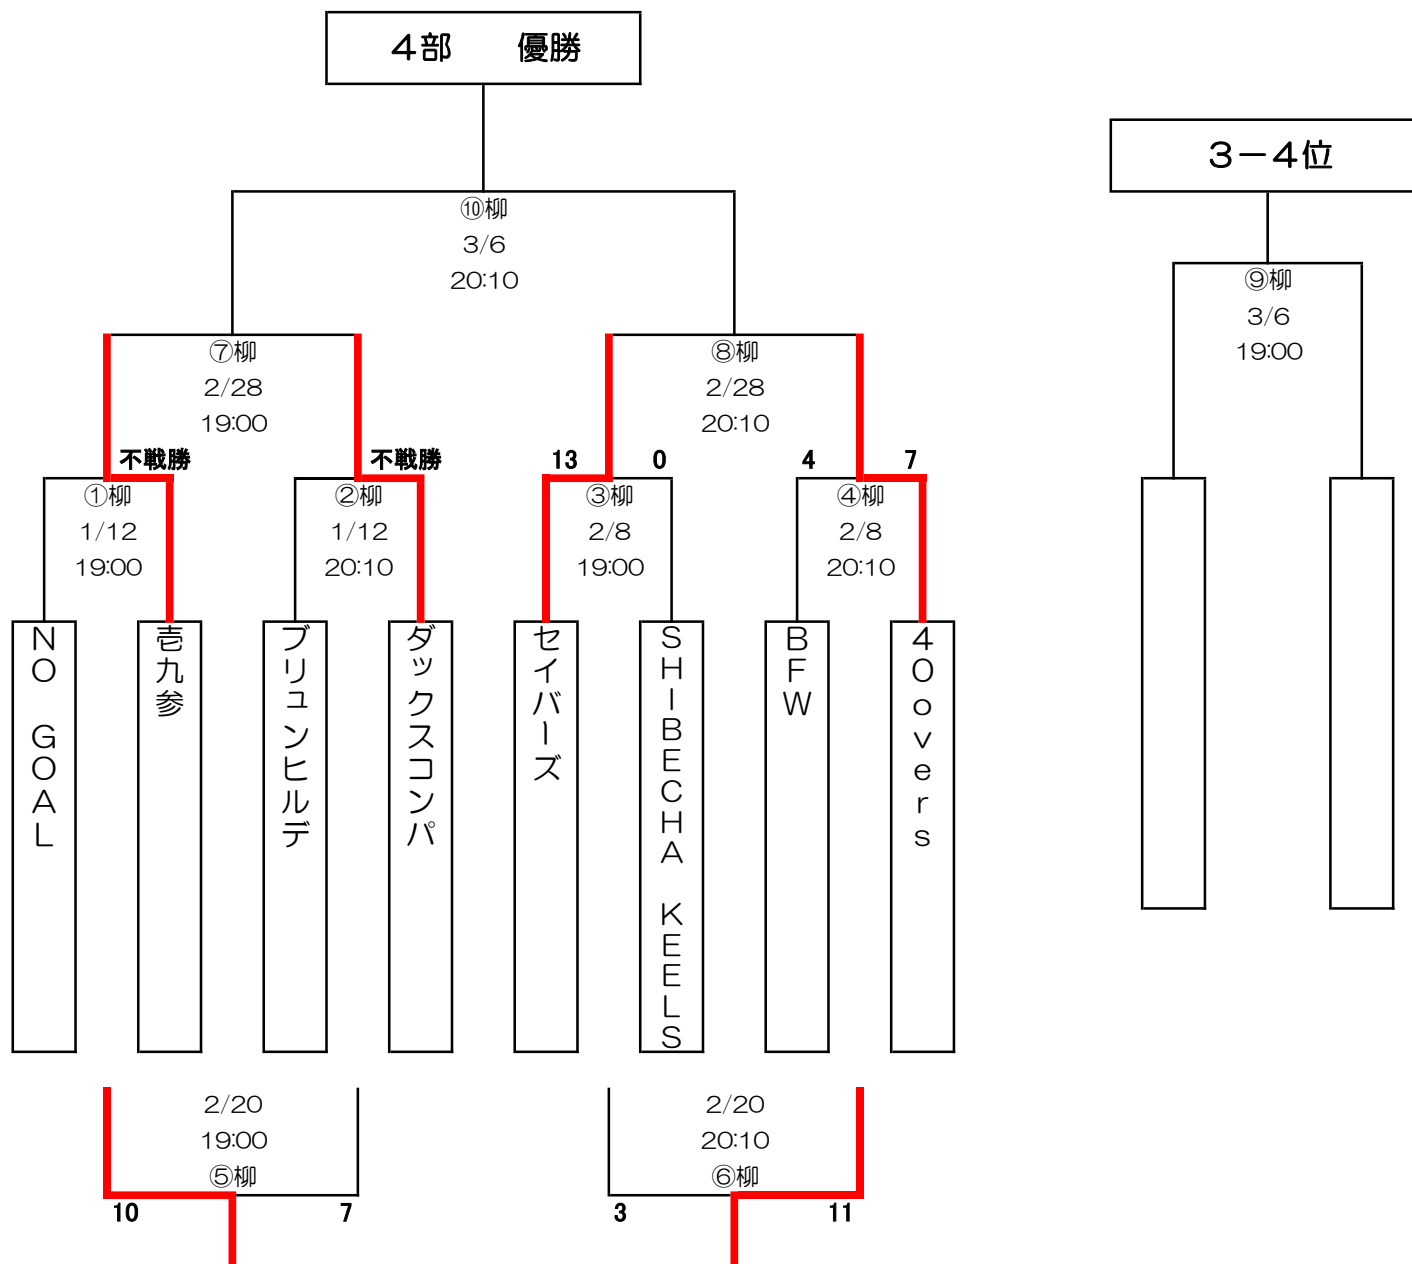 ４部　優勝
３－４位
⑩柳
3/6
20:10
⑨柳
3/6
19:00
⑦柳
2/28
19:00
⑧柳
2/28
20:10
不戦勝
不戦勝
13
0
4
7
①柳
1/12
19:00
②柳
1/12
20:10
③柳
2/8
19:00
④柳
2/8
20:10
NO GOAL
壱九参
ブリュンヒルデ
ダックスコンパ
セイバーズ
SHIBECHA KEELS
BFW
40overs
2/20
19:00
⑤柳
10
7
2/20
20:10
⑥柳
3
11